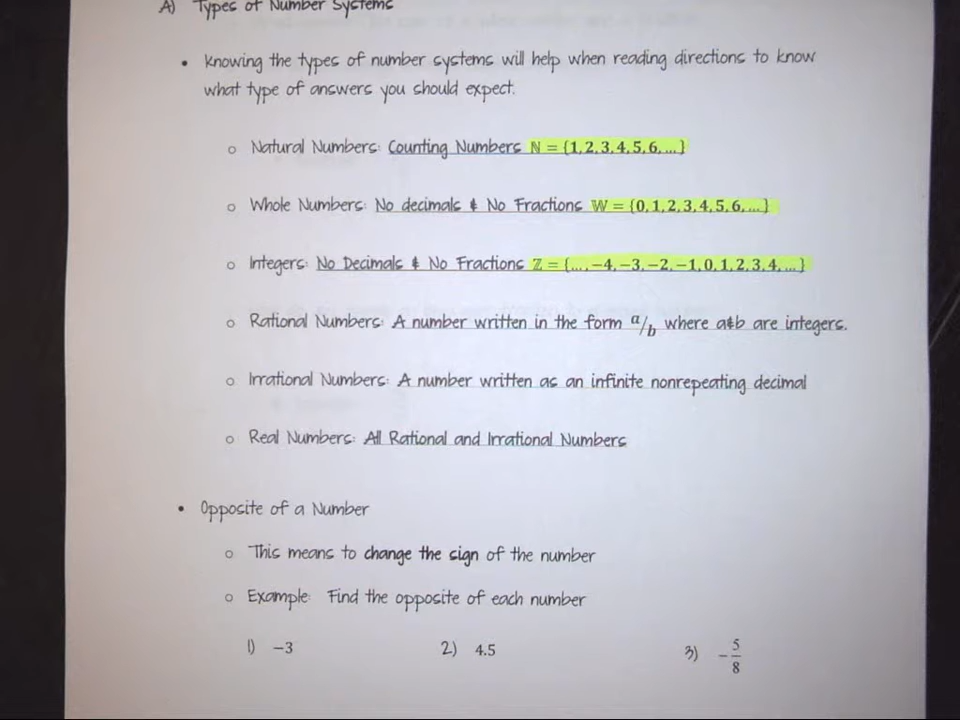 A) Types of Number Systems
• Knowing the types of number systems will help when reading directions to know
what type of answers you should expect.
o Natural Numbers: Counting Numbers ℕ = {1, 2, 3, 4, 5, 6, ... }
o Whole Numbers: No decimals & No Fractions 𝕎 = {0, 1, 2, 3, 4, 5, 6, ... }
o Integers: No Decimals & No Fractions ℤ = {... , −4, −3, −2, −1, 0, 1, 2, 3, 4, ... }
o Rational Numbers: A number written in the form a/b where a&b are integers.
o Irrational Numbers: A number written as an infinite nonrepeating decimal
o Real Numbers: All Rational and Irrational Numbers
• Opposite of a Number
o This means to change the sign of the number
o Example: Find the opposite of each number
1) −3 2) 4.5 3) −5/8